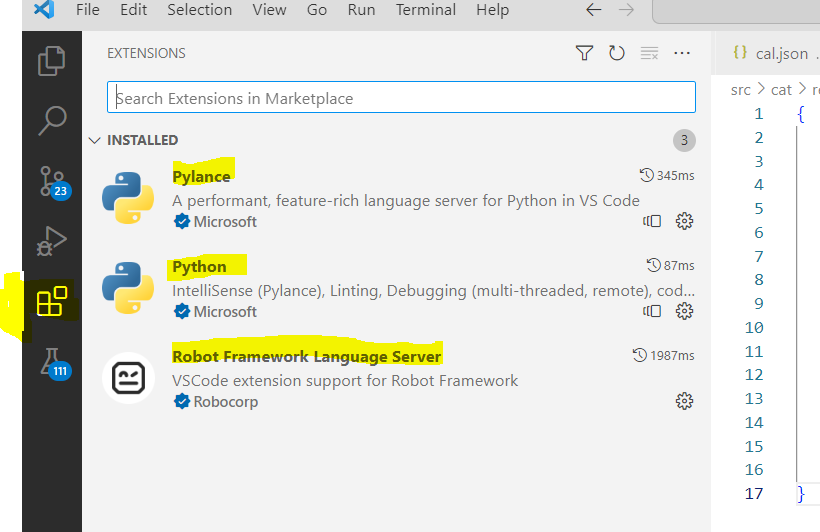 File Edit Selection View Go Run Terminal Help
EXTENSIONS
cal.json
Search Extensions in Marketplace
src > cat >
INSTALLED
3
Pylance
345ms
A performant, feature-rich language server for Python in VS Code
Microsoft
Python
87ms
IntelliSense (Pylance), Linting, Debugging (multi-threaded, remote), cod...
Microsoft
Robot Framework Language Server
1987ms
VSCode extension support for Robot Framework
Robocorp
23
111
1 {
2
3
4
5
6
7
8
9
10
11
12
13
14
15
16
17 }